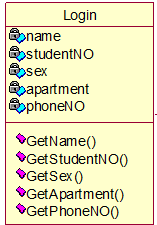 Login
name
studentNO
sex
apartment
phoneNO
GetName()
GetStudentNO()
GetSex()
GetApartment()
GetPhoneNO()